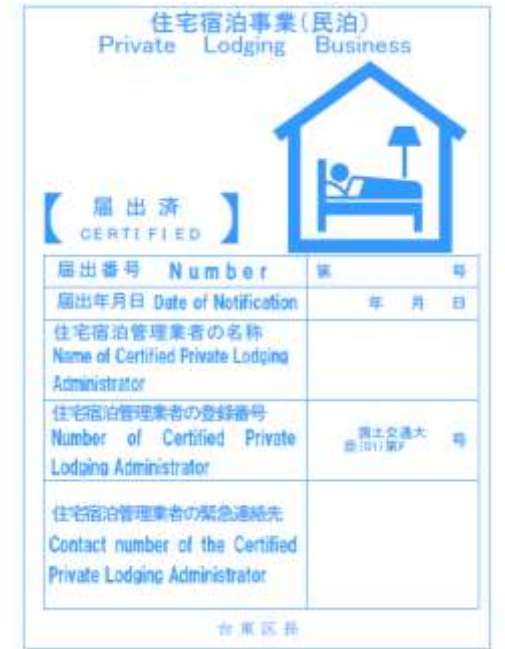 住宅宿泊事業(民泊)
Private Lodging Business
【 届出済 】
CERTIFIED
届出番号 Number 第 号
届出年月日 Date of Notification 年 月 日
住宅宿泊管理業者の名称
Name of Certified Private Lodging
Administrator
住宅宿泊管理業者の登録番号
Number of Certified Private
Lodging Administrator
国土交通大
臣(01)第F 号
住宅宿泊管理業者の緊急連絡先
Contact number of the Certified
Private Lodging Administrator
台東区長